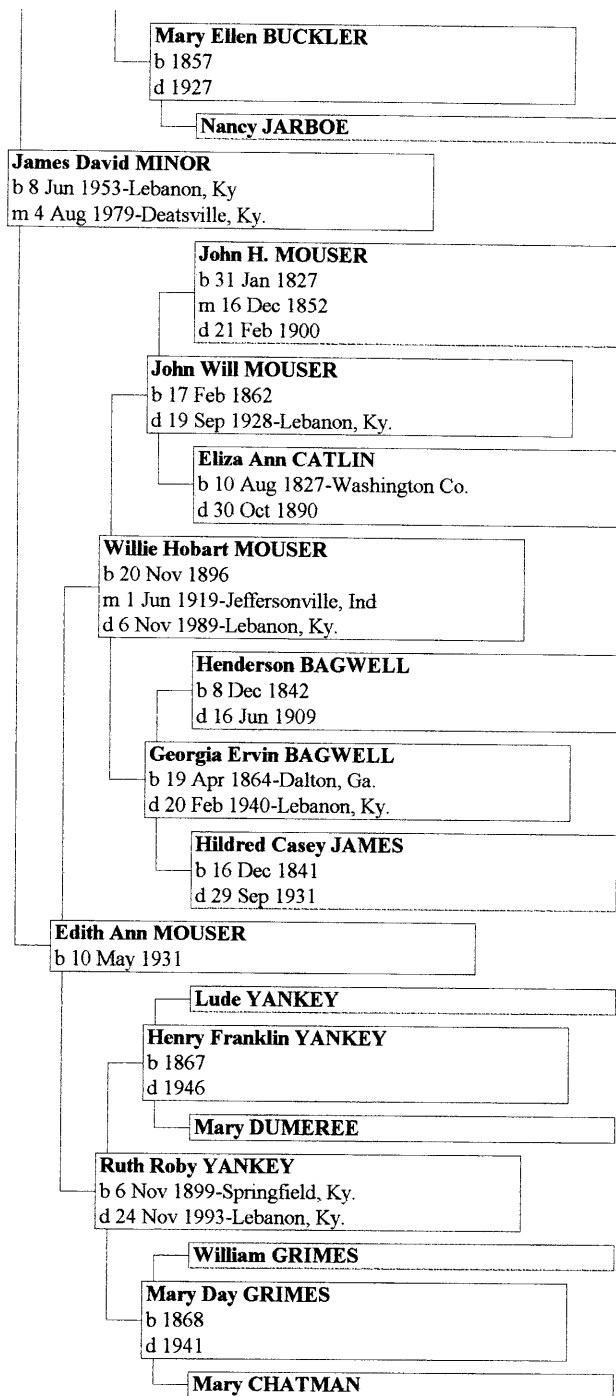 Mary Ellen BUCKLER
b 1857
d 1927
Nancy JARBOE
James David MINOR
b 8 Jun 1953-Lebanon, Ky
m 4 Aug 1979-Deatsville, Ky.
John H. MOUSER
b 31 Jan 1827
m 16 Dec 1852
d 21 Feb 1900
John Will MOUSER
b 17 Feb 1862
d 19 Sep 1928-Lebanon, Ky.
Eliza Ann CATLIN
b 10 Aug 1827-Washington Co.
d 30 Oct 1890
Willie Hobart MOUSER
b 20 Nov 1896
m 1 Jun 1919-Jeffersonville, Ind
d 6 Nov 1989-Lebanon, Ky.
Henderson BAGWELL
b 8 Dec 1842
d 16 Jun 1909
Georgia Ervin BAGWELL
b 19 Apr 1864-Dalton, Ga.
d 20 Feb 1940-Lebanon, Ky.
Hildred Casey JAMES
b 16 Dec 1841
d 29 Sep 1931
Edith Ann MOUSER
b 10 May 1931
Lude YANKEY
Henry Franklin YANKEY
b 1867
d 1946
Mary DUMEREE
Ruth Roby YANKEY
b 6 Nov 1899-Springfield, Ky.
d 24 Nov 1993-Lebanon, Ky.
William GRIMES
Mary Day GRIMES
b 1868
d 1941
Mary CHATMAN